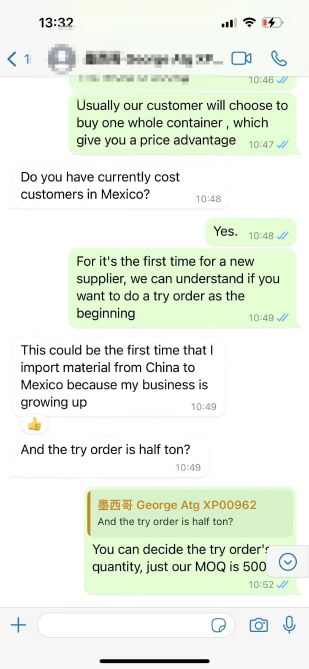 13:32
1
George Atg XP...
10:46
Usually our customer will choose to
buy one whole container , which
give you a price advantage
10:47
Do you have currently cost
customers in Mexico?
10:48
Yes.
10:48
For it's the first time for a new
supplier, we can understand if you
want to do a try order as the
beginning
10:49
This could be the first time that I
import material from China to
Mexico because my business is
growing up
10:49
And the try order is half ton?
10:49
墨西哥 George Atg XP00962
And the try order is half ton?
You can decide the try order's
quantity, just our MOQ is 500
10:52